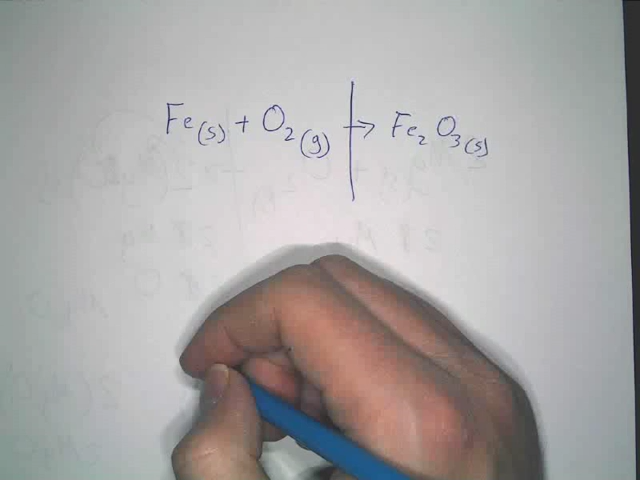 Fe(s) + O₂(g) → Fe₂O₃(s)